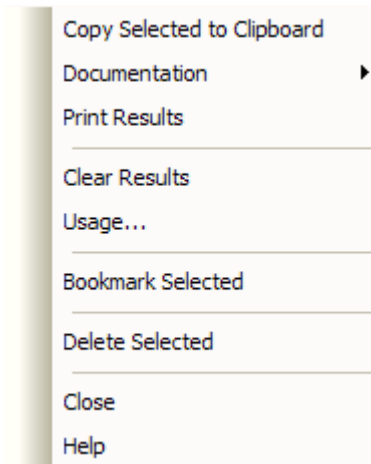 Copy Selected to Clipboard
Documentation
Print Results
Clear Results
Usage...
Bookmark Selected
Delete Selected
Close
Help